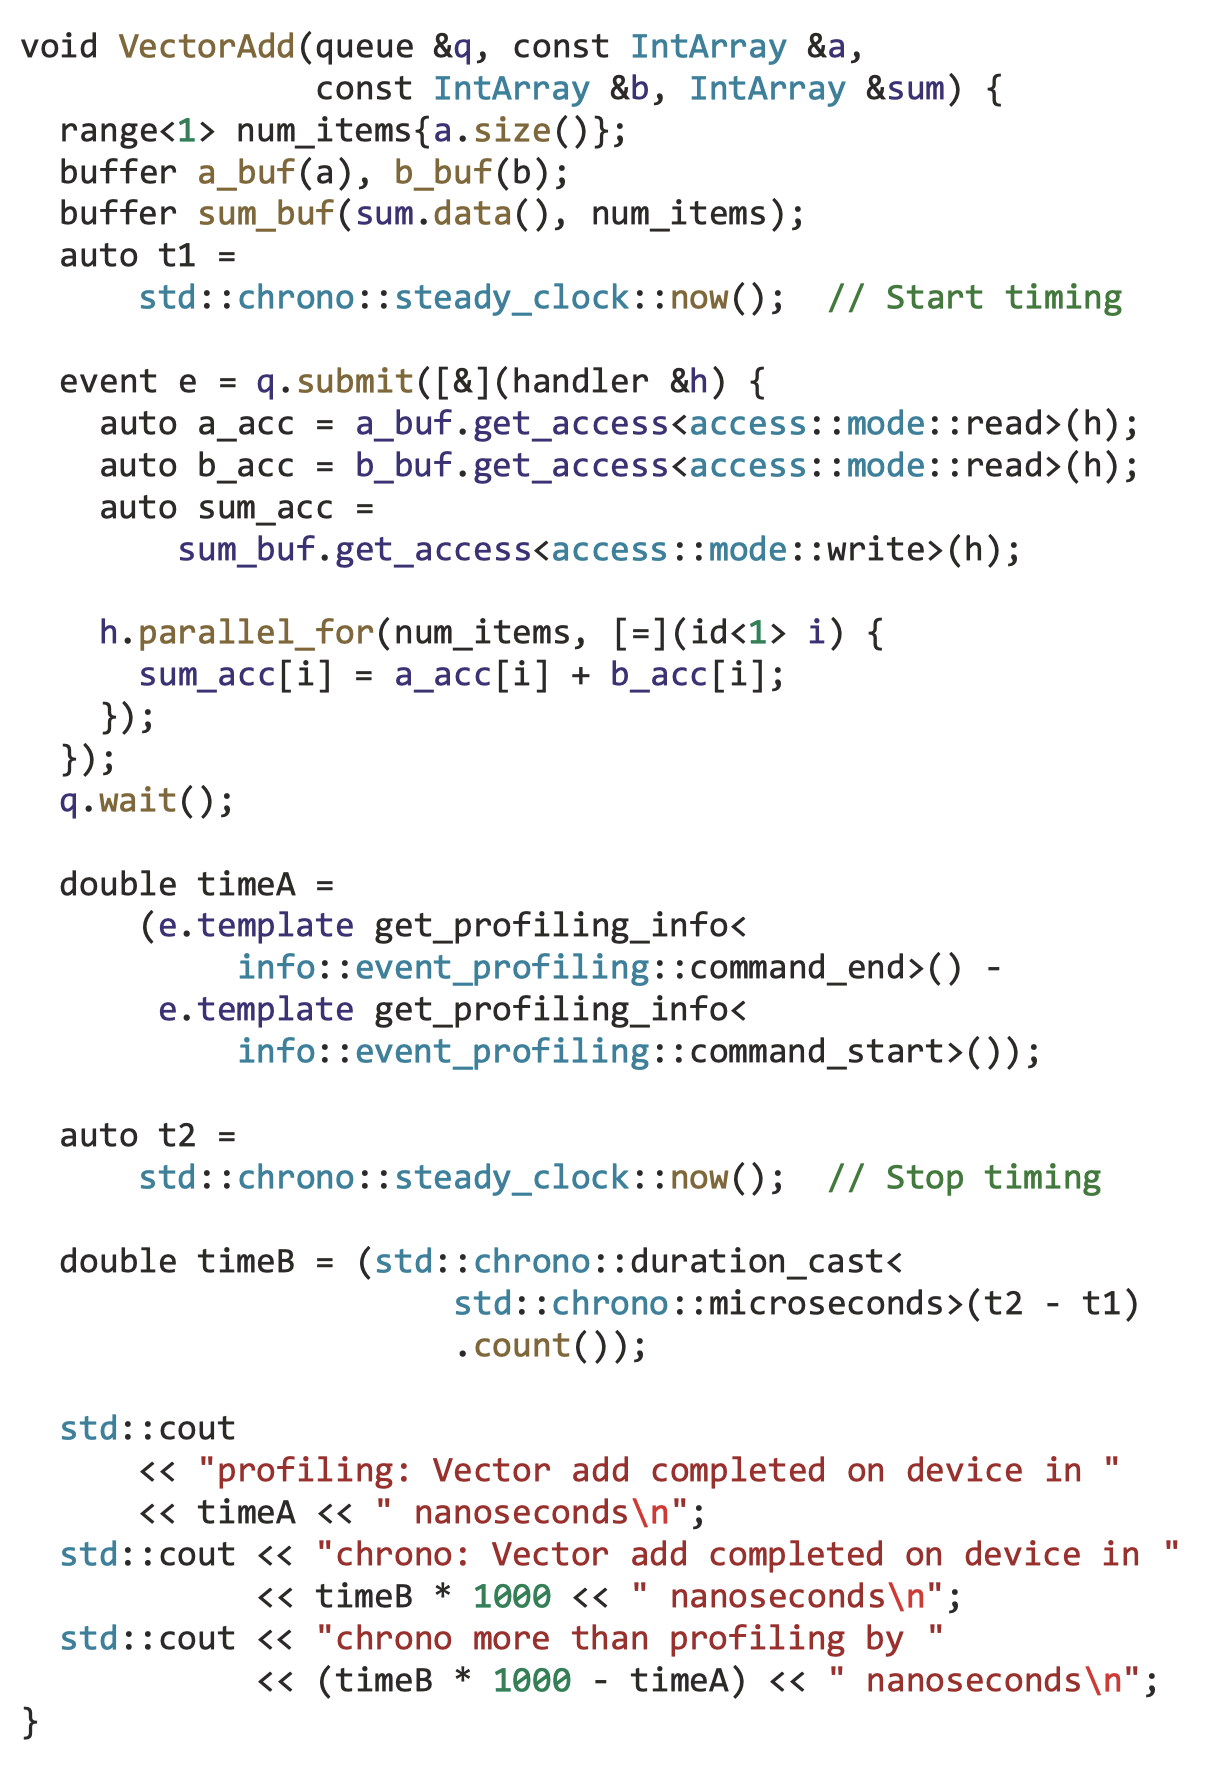 void VectorAdd(queue &q, const IntArray &a,
               const IntArray &b, IntArray &sum) {
  range<1> num_items{a.size()};
  buffer a_buf(a), b_buf(b);
  buffer sum_buf(sum.data(), num_items);
  auto t1 =
      std::chrono::steady_clock::now();  // Start timing

  event e = q.submit([&](handler &h) {
    auto a_acc = a_buf.get_access<access::mode::read>(h);
    auto b_acc = b_buf.get_access<access::mode::read>(h);
    auto sum_acc =
        sum_buf.get_access<access::mode::write>(h);

    h.parallel_for(num_items, [=](id<1> i) {
      sum_acc[i] = a_acc[i] + b_acc[i];
    });
  });
  q.wait();

  double timeA =
      (e.template get_profiling_info<
           info::event_profiling::command_end>() -
       e.template get_profiling_info<
           info::event_profiling::command_start>());

  auto t2 =
      std::chrono::steady_clock::now();  // Stop timing

  double timeB = (std::chrono::duration_cast<
                      std::chrono::microseconds>(t2 - t1)
                      .count());

  std::cout
      << "profiling: Vector add completed on device in "
      << timeA << " nanoseconds\n";
  std::cout << "chrono: Vector add completed on device in "
            << timeB * 1000 << " nanoseconds\n";
  std::cout << "chrono more than profiling by "
            << (timeB * 1000 - timeA) << " nanoseconds\n";
}